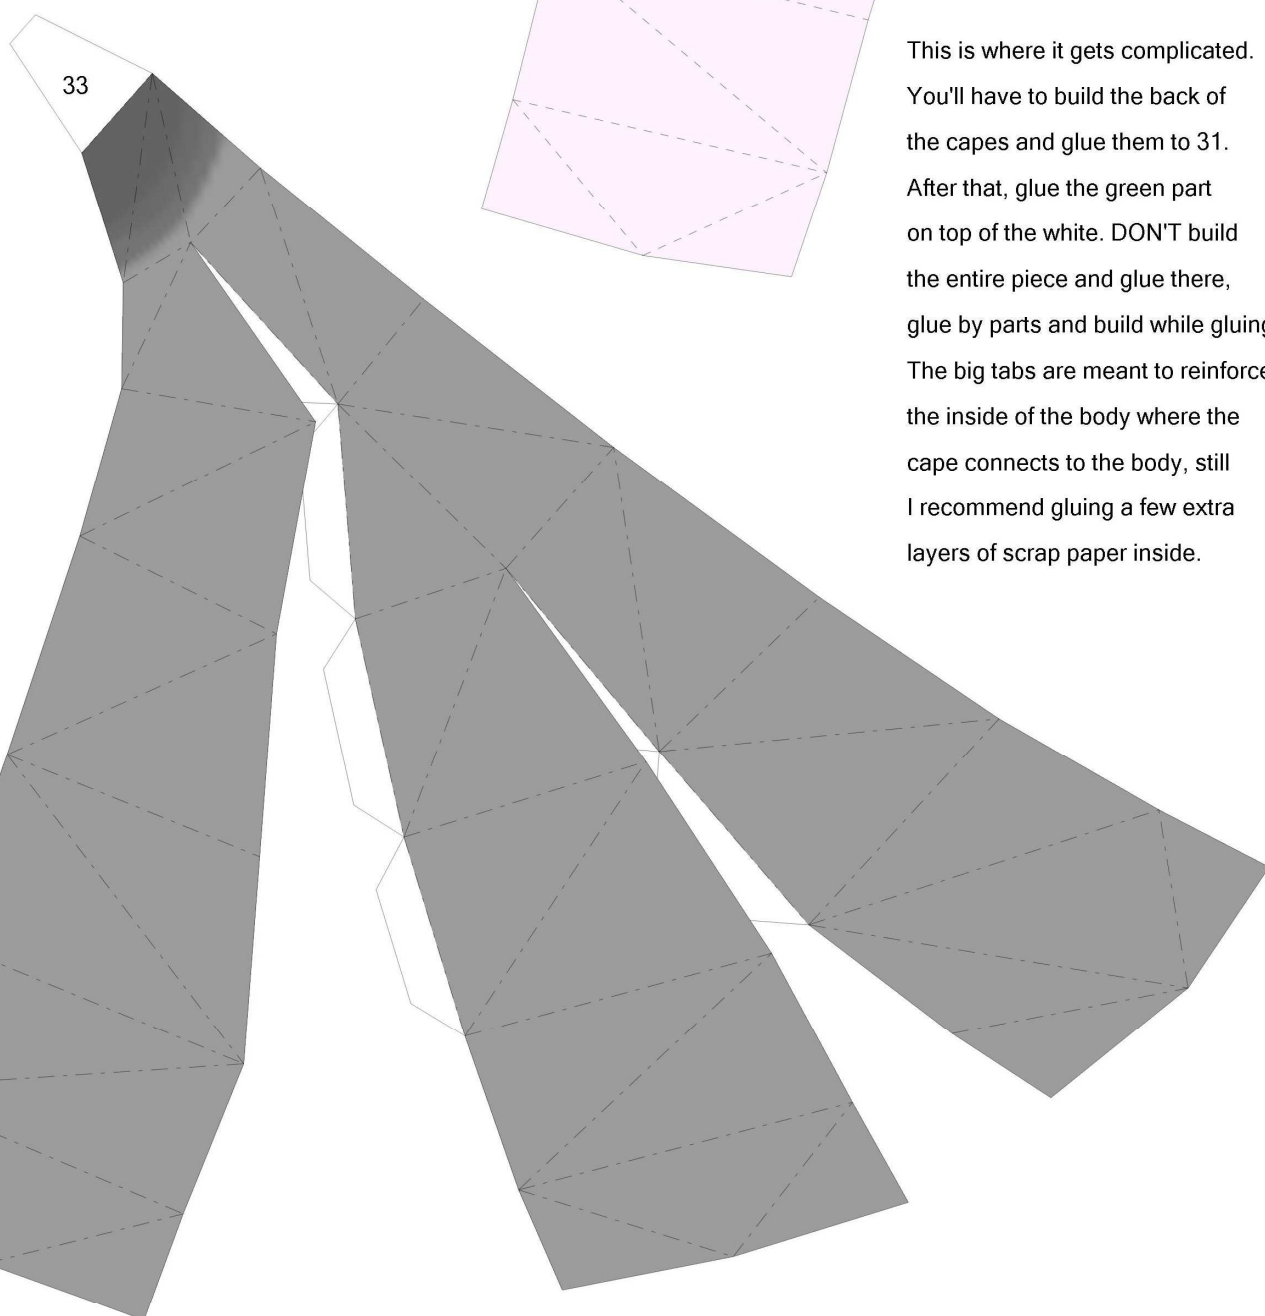 33
This is where it gets complicated.
You'll have to build the back of
the capes and glue them to 31.
After that, glue the green part
on top of the white. DON'T build
the entire piece and glue there,
glue by parts and build while gluing
The big tabs are meant to reinforce
the inside of the body where the
cape connects to the body, still
I recommend gluing a few extra
layers of scrap paper inside.